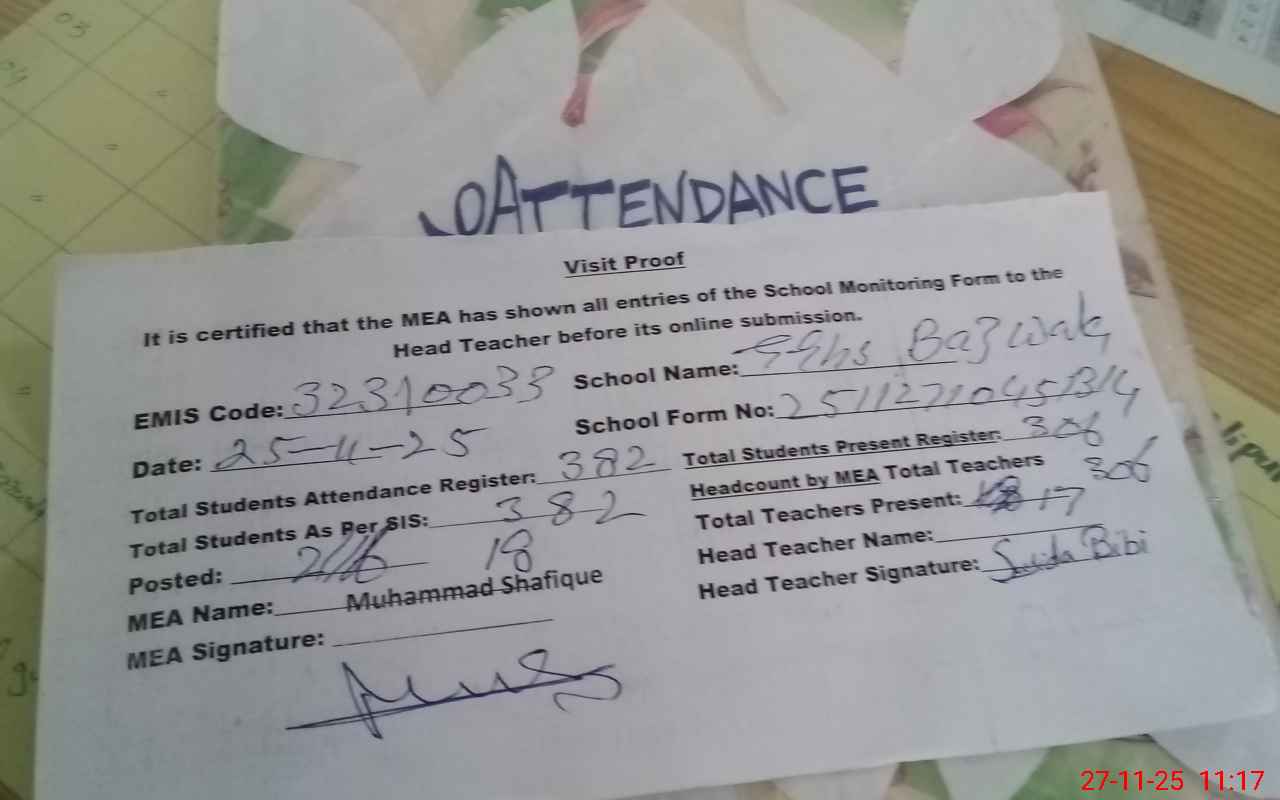 ATTENDANCE
Visit Proof
It is certified that the MEA has shown all entries of the School Monitoring Form to the
Head Teacher before its online submission.
EMIS Code: 32310033 School Name: GGhs Bazwala
Date: 25-11-25 School Form No: 25112710451314
Total Students Attendance Register: 382 Total Students Present Register: 306
Total Students As Per SIS: 382 Headcount by MEA Total Teachers 306
Posted: 18 Total Teachers Present: 17
MEA Name: Muhammad Shafique Head Teacher Name:
MEA Signature: Head Teacher Signature: Bibi
27-11-25 11:17